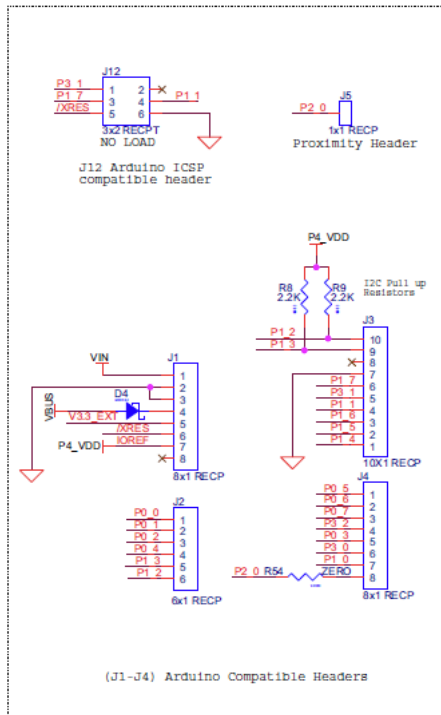 J12
P3_1 1 2
P1_7 3 4 P1_1
/XRES 5 6
3x2 RECPT
NO LOAD
J12 Arduino ICSP
compatible header
J5
P2_0
1x1 RECP
Proximity Header
P4_VDD
R8 R9
2.2K 2.2K
I2C Pull up
Resistors
J3
P1_2 10
P1_3 9
8
7
P1_7 6
P3_1 5
P1_1 4
P1_6 3
P1_5 2
P1_4 1
10X1 RECP
J1
VIN 1
2
3
VBUS D4 4
V3.3_EXT 5
/XRES 6
P4_VDD IOREF 7
8
8x1 RECP
J2
P0_0 1
P0_1 2
P0_2 3
P0_4 4
P1_3 5
P1_2 6
6x1 RECP
J4
P0_5 1
P0_6 2
P0_7 3
P3_2 4
P0_3 5
P3_0 6
P1_0 7
P2_0 R54 ZERO 8
8x1 RECP
(J1-J4) Arduino Compatible Headers